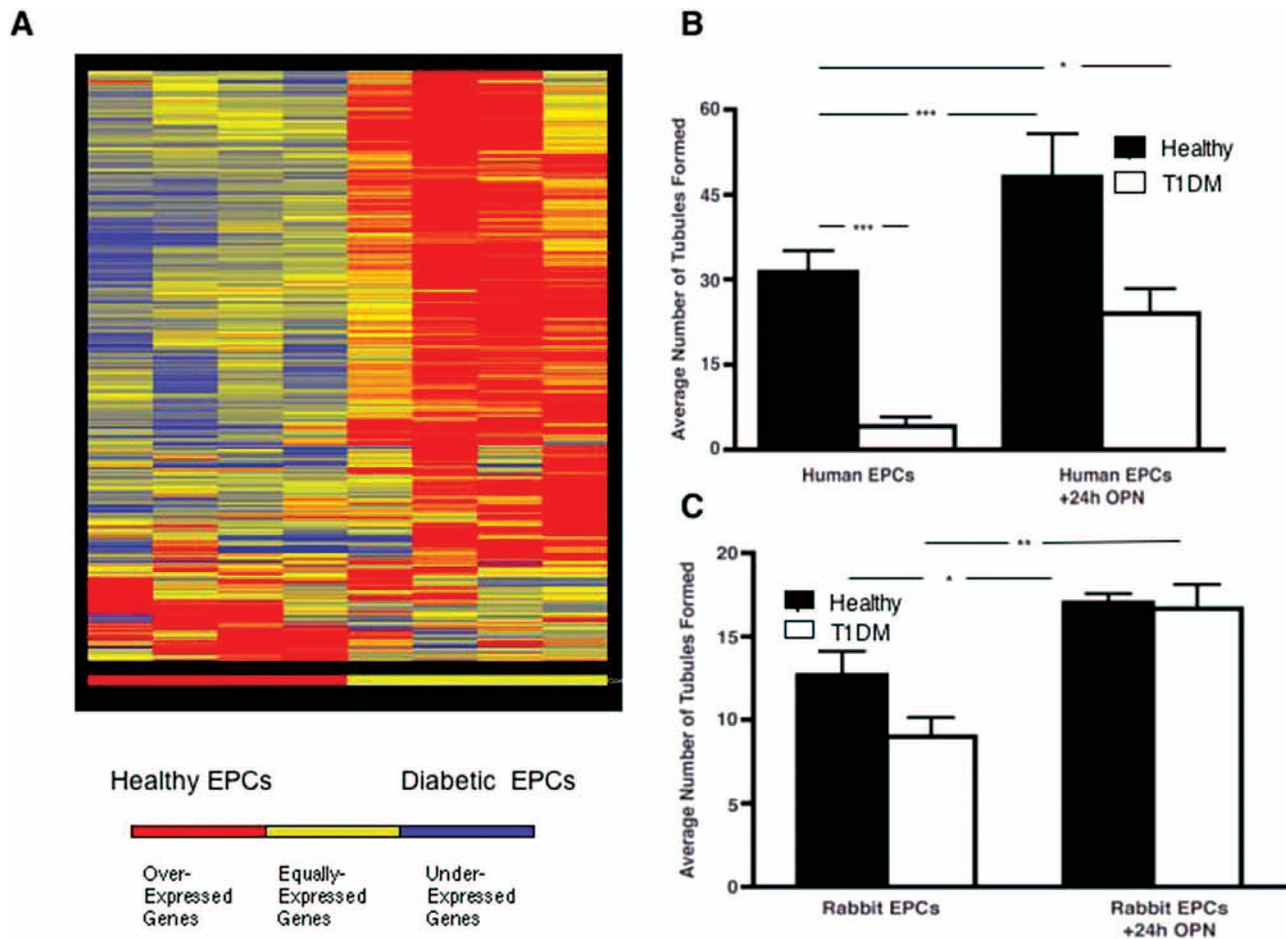 A
Healthy EPCs
Diabetic EPCs
Over-
Expressed
Genes
Equally-
Expressed
Genes
Under-
Expressed
Genes
B
Average Number of Tubules Formed
60
45
30
15
0
*
***
***
Healthy
T1DM
Human EPCs
Human EPCs
+24h OPN
C
Average Number of Tubules Formed
20
15
10
5
0
**
*
Healthy
T1DM
Rabbit EPCs
Rabbit EPCs
+24h OPN